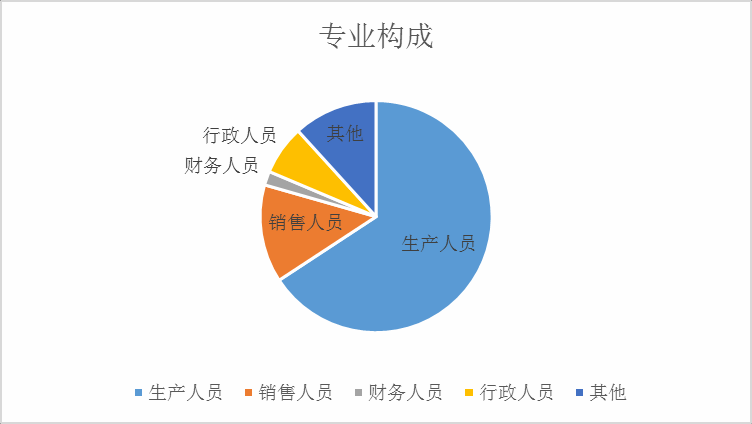 专业构成
其他
行政人员
财务人员
销售人员
生产人员
生产人员 销售人员 财务人员 行政人员 其他